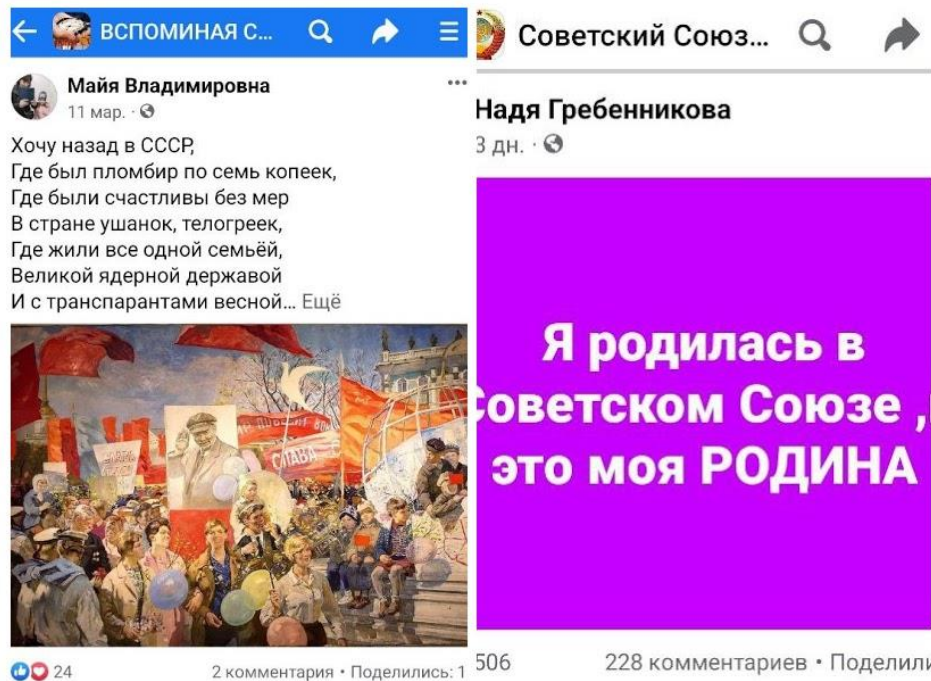 ВСПОМИНАЯ С...
Майя Владимировна
11 мар.
Хочу назад в СССР,
Где был пломбир по семь копеек,
Где были счастливы без мер
В стране ушанок, телогреек,
Где жили все одной семьёй,
Великой ядерной державой
И с транспарантами весной... Ещё
СЛАВА
24
2 комментария • Поделились: 1
Советский Союз...
Надя Гребенникова
3 дн.
Я родилась в
Советском Союзе ,
это моя РОДИНА
506
228 комментариев • Поделили